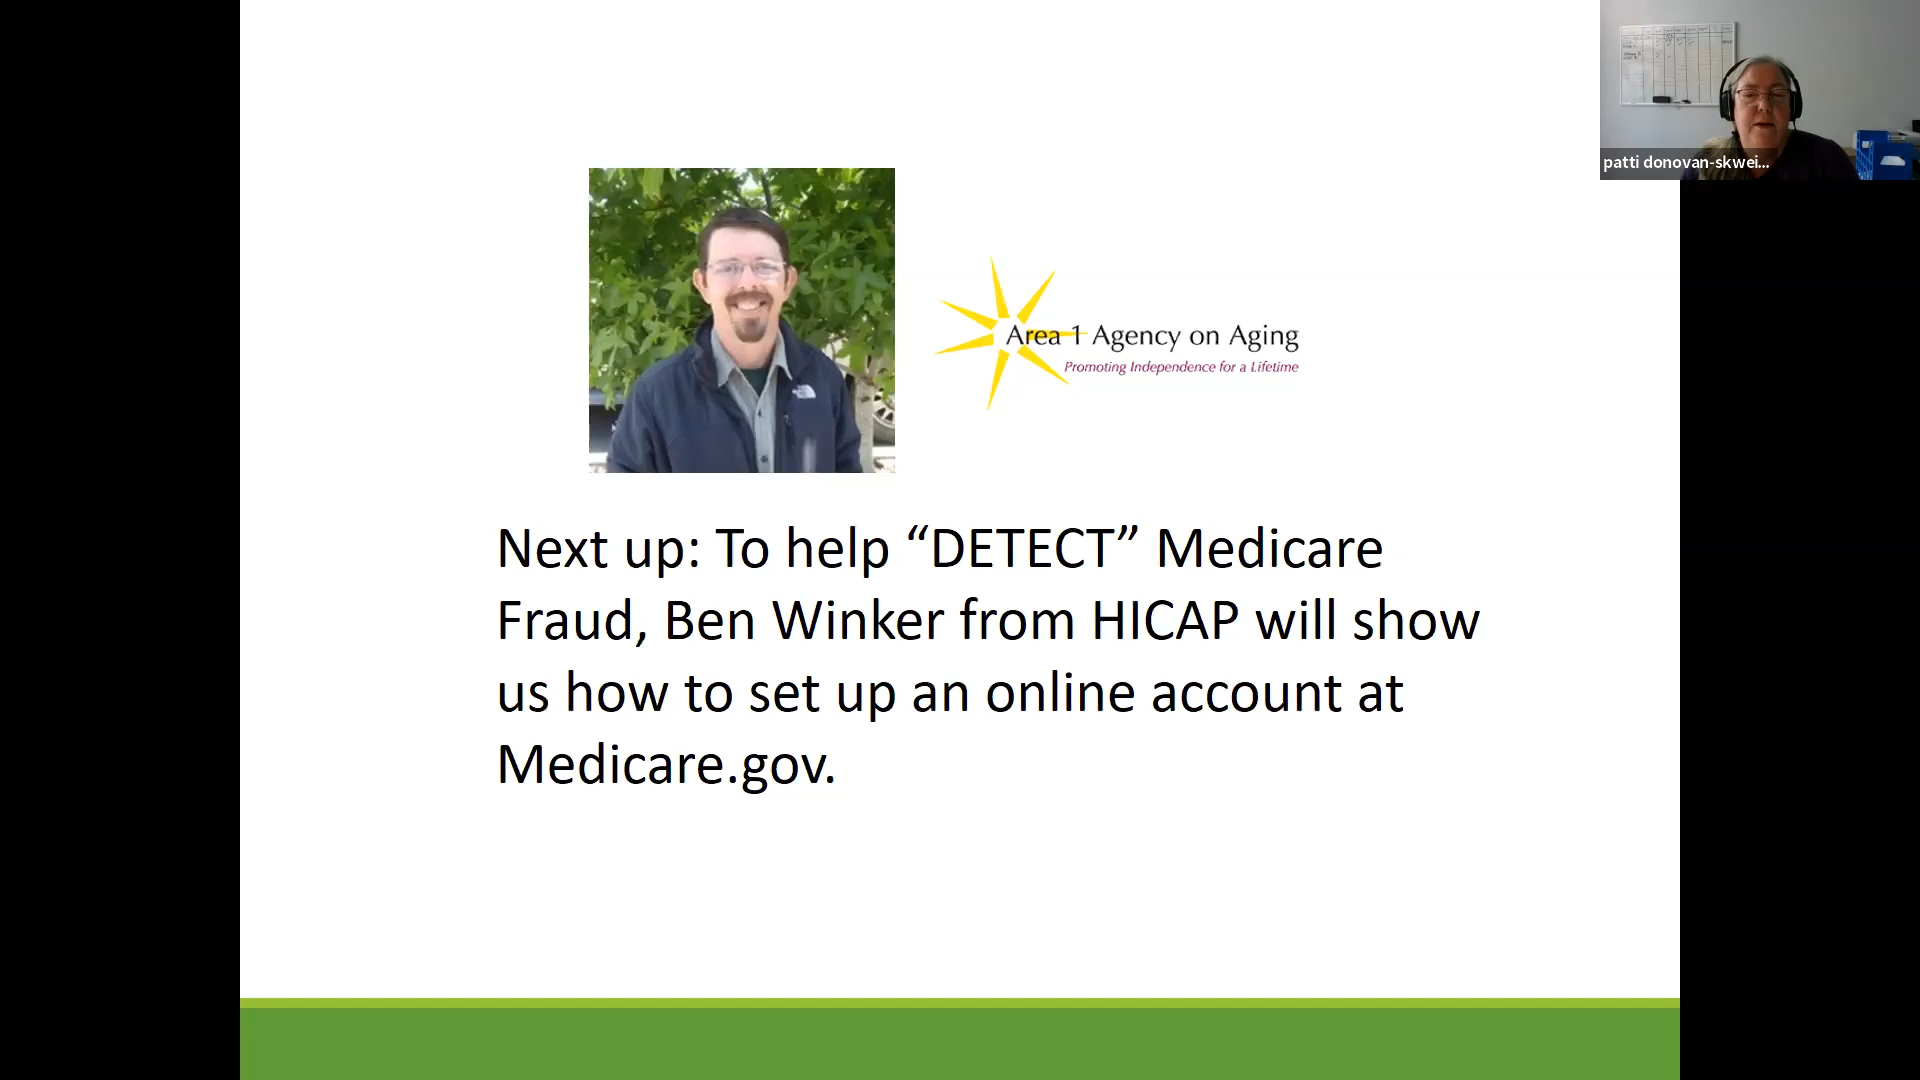 patti donovan-skwei...
Area 1 Agency on Aging
Promoting Independence for a Lifetime
Next up: To help “DETECT” Medicare
Fraud, Ben Winker from HICAP will show
us how to set up an online account at
Medicare.gov.